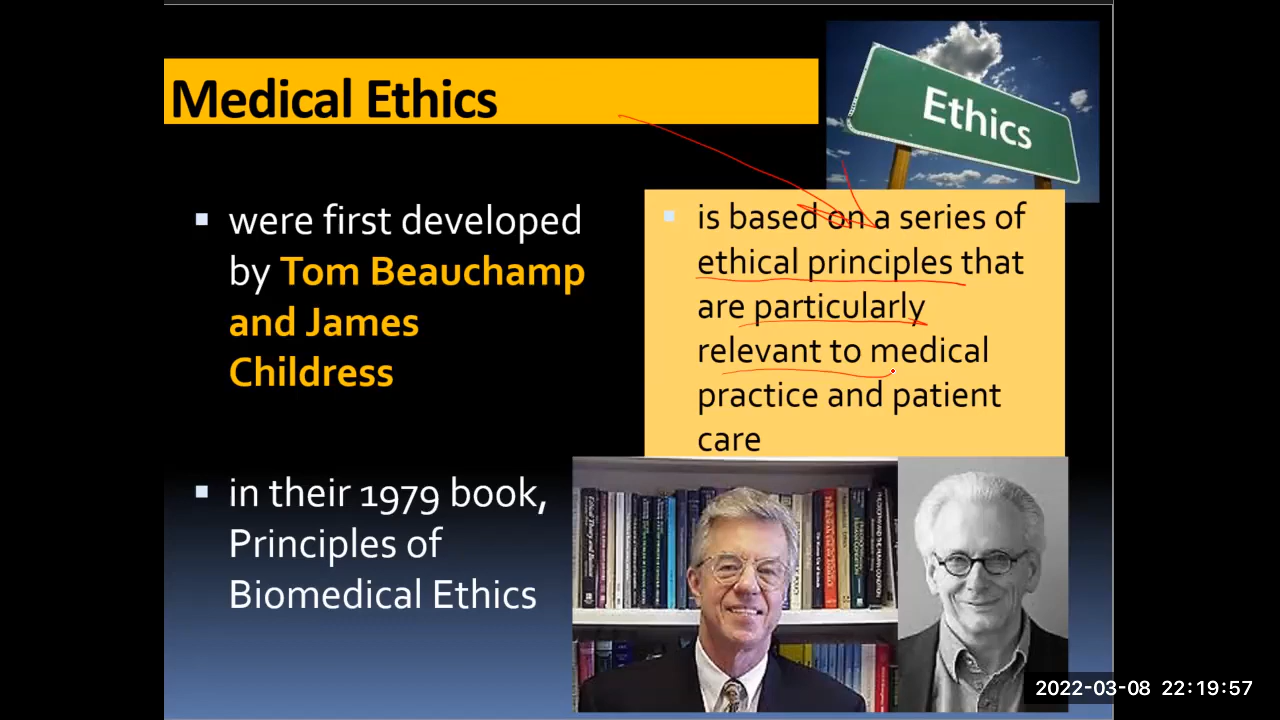 Medical Ethics
Ethics
were first developed
by Tom Beauchamp
and James
Childress
in their 1979 book,
Principles of
Biomedical Ethics
is based on a series of
ethical principles that
are particularly
relevant to medical
practice and patient
care
2022-03-08 22:19:57